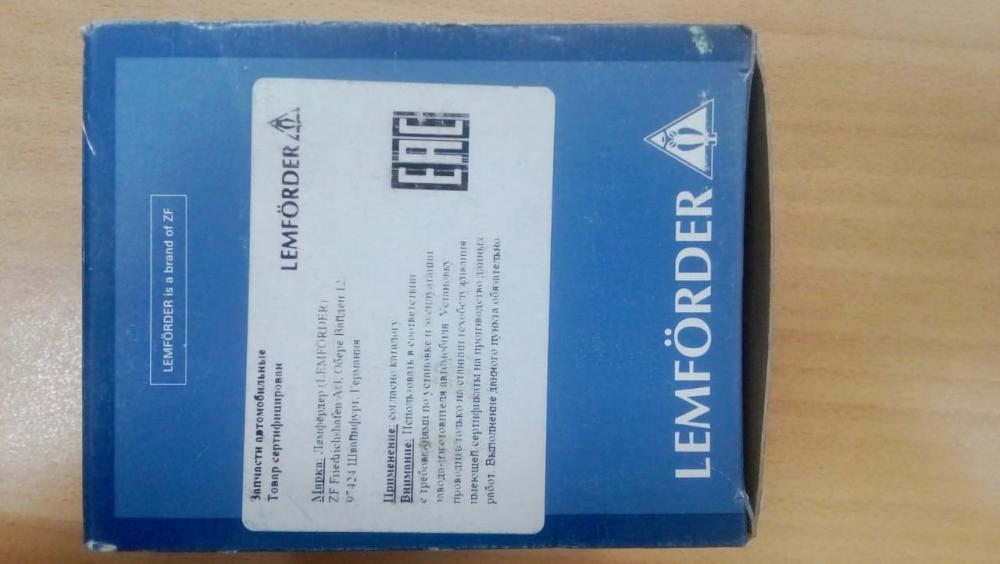 LEMFÖRDER is a brand of ZF
Запчасти автомобильные
Товар сертифицирован
LEMFÖRDER
Марка: Лемфёрдер (LEMFORDER)
ZF Friedrichshafen AG, Обере Вайден 12,
97424 Швайнфурт, Германия
EAC
Применение: согласно каталогу
Внимание: Использовать в соответствии
с требованиями по установке и эксплуатации
завода-изготовителя автомобиля. Установку
проводить только на станции техобслуживания,
имеющей сертификаты на производство данных
работ. Выполнение данного пункта обязательно
LEMFÖRDER